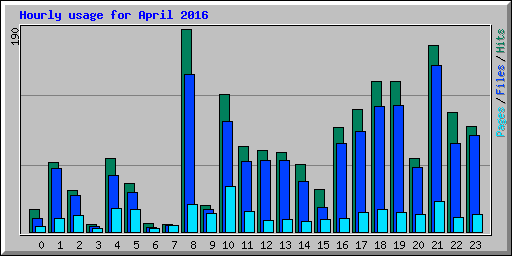 Hourly usage for April 2016
190
Pages/Files/Hits
0 1 2 3 4 5 6 7 8 9 10 11 12 13 14 15 16 17 18 19 20 21 22 23